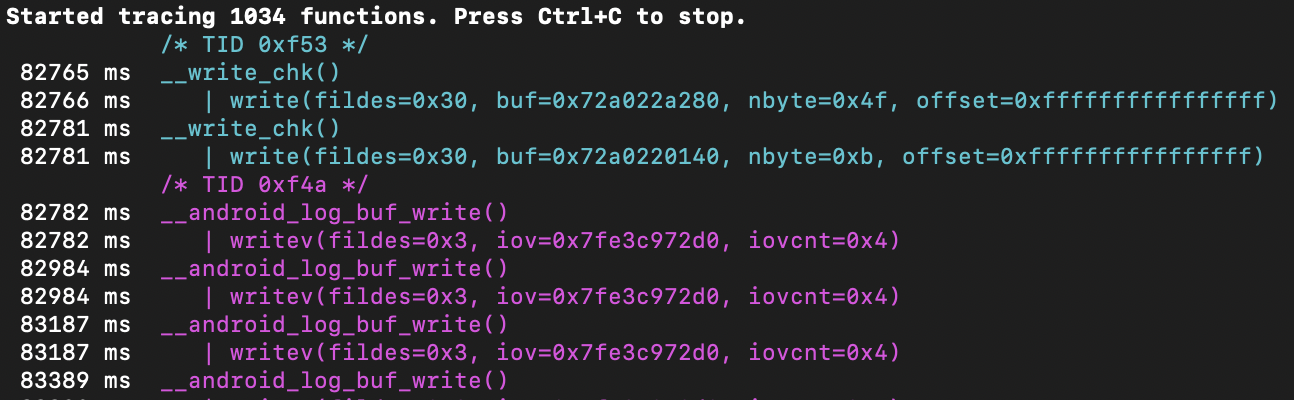 Started tracing 1034 functions. Press Ctrl+C to stop.
/* TID 0xf53 */
82765 ms __write_chk()
82766 ms | write(fildes=0x30, buf=0x72a022a280, nbyte=0x4f, offset=0xffffffffffffffff)
82781 ms __write_chk()
82781 ms | write(fildes=0x30, buf=0x72a0220140, nbyte=0xb, offset=0xffffffffffffffff)
/* TID 0xf4a */
82782 ms __android_log_buf_write()
82782 ms | writev(fildes=0x3, iov=0x7fe3c972d0, iovcnt=0x4)
82984 ms __android_log_buf_write()
82984 ms | writev(fildes=0x3, iov=0x7fe3c972d0, iovcnt=0x4)
83187 ms __android_log_buf_write()
83187 ms | writev(fildes=0x3, iov=0x7fe3c972d0, iovcnt=0x4)
83389 ms __android_log_buf_write()